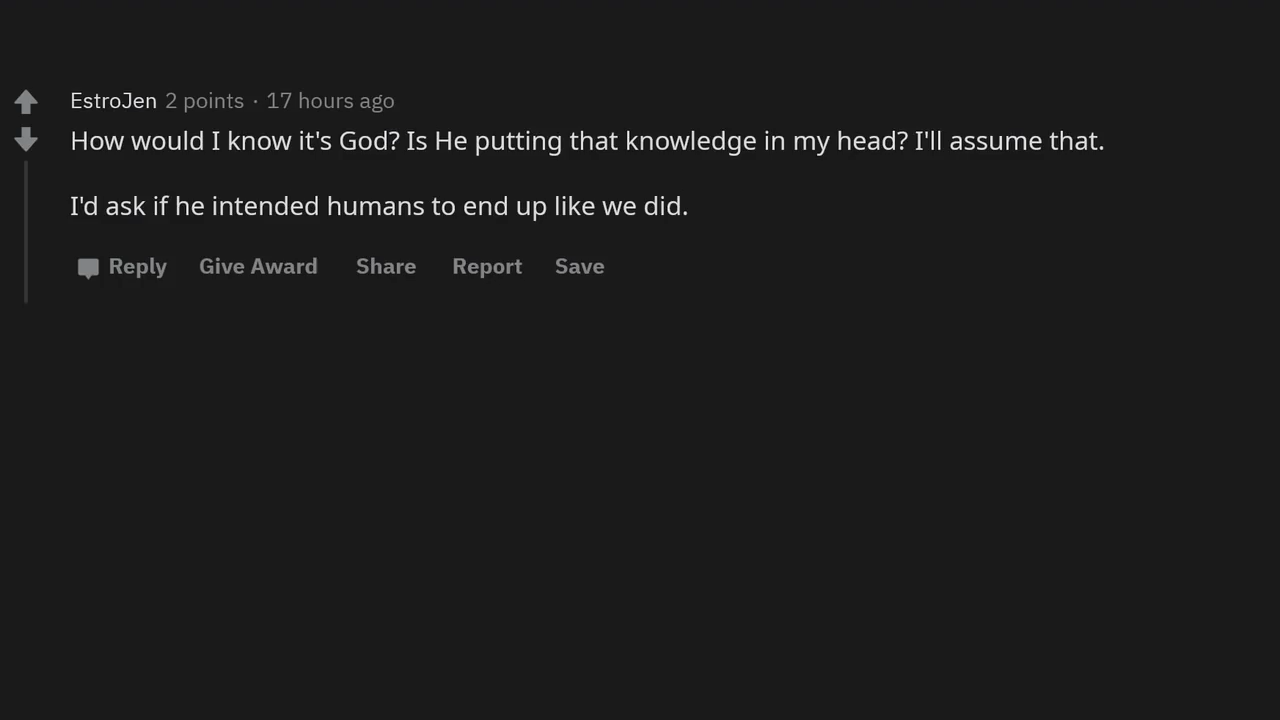 EstroJen 2 points · 17 hours ago
How would I know it's God? Is He putting that knowledge in my head? I'll assume that.
I'd ask if he intended humans to end up like we did.
Reply Give Award Share Report Save